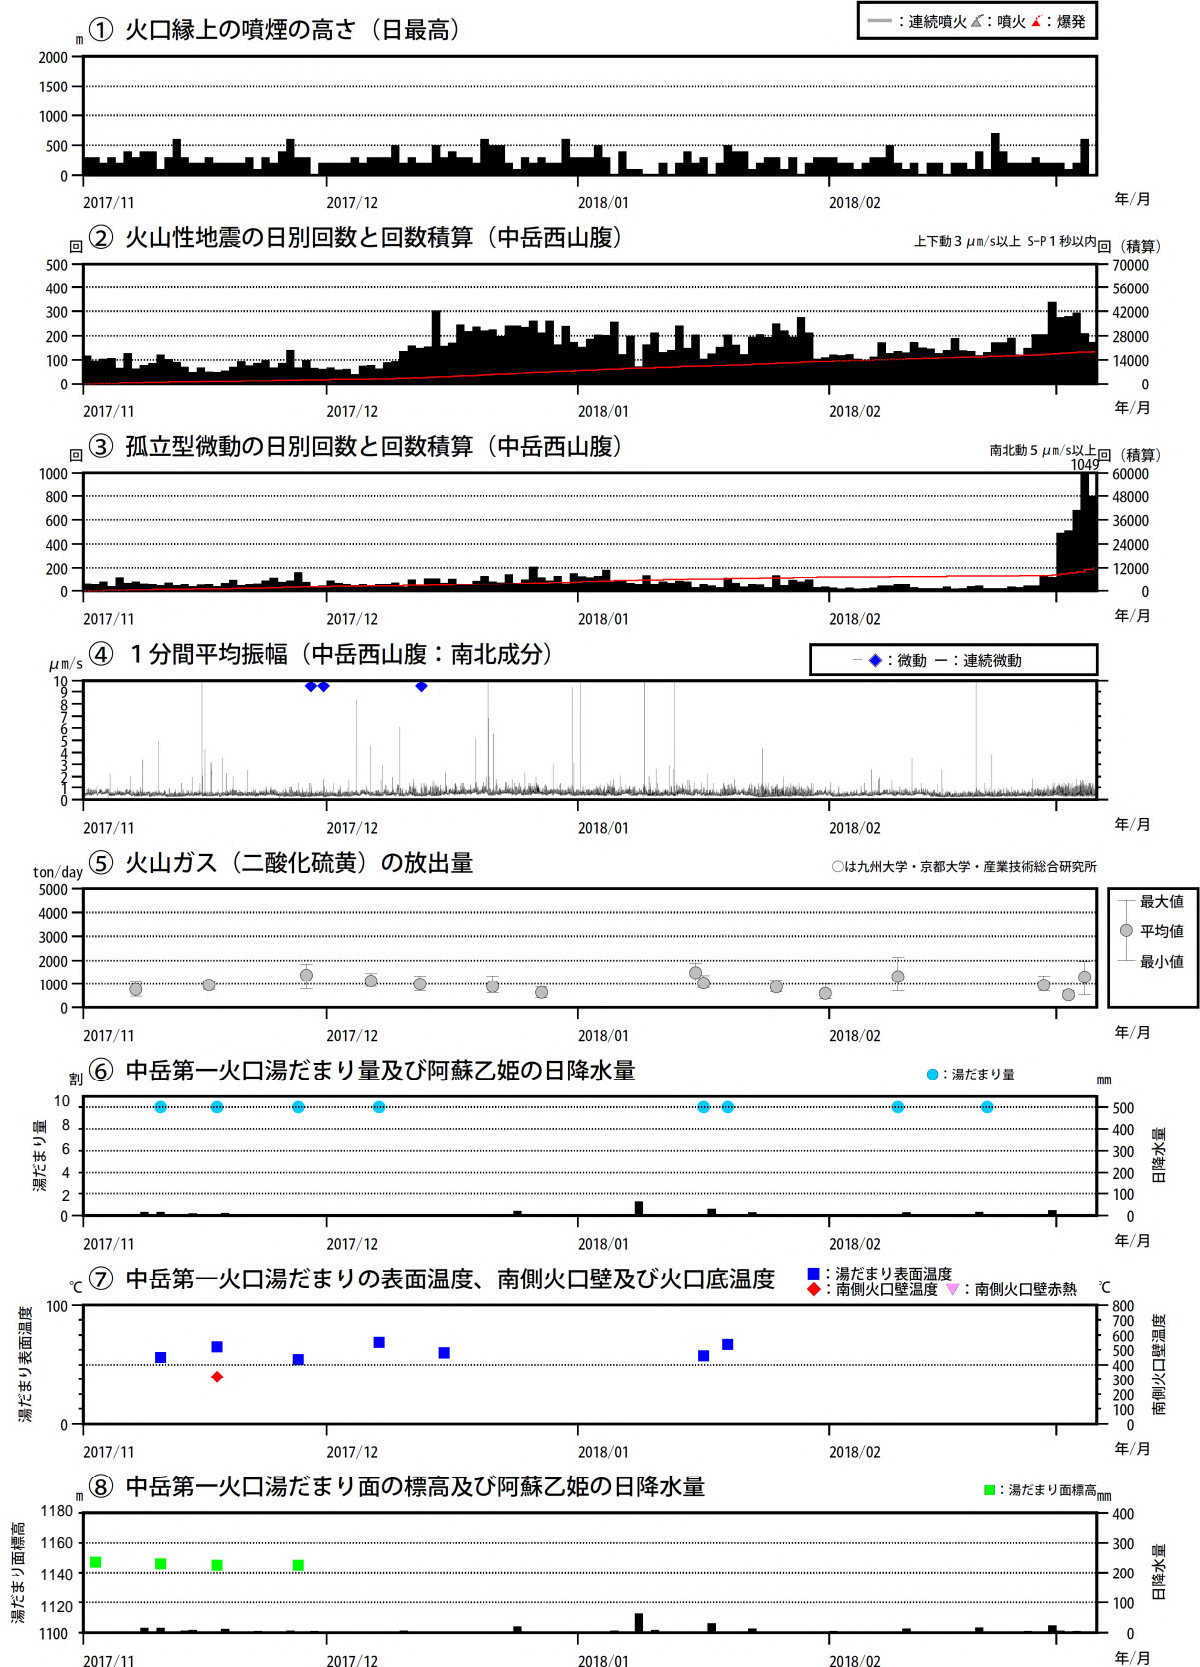 ① 火口縁上の噴煙の高さ（日最高）
━：連続噴火 ：噴火 ：爆発
m
2000
1500
1000
500
0
2017/11 2017/12 2018/01 2018/02 年/月
② 火山性地震の日別回数と回数積算（中岳西山腹）
上下動３μm/s以上 S-P１秒以内
回 回（積算）
500 70000
400 56000
300 42000
200 28000
100 14000
0 0
2017/11 2017/12 2018/01 2018/02 年/月
③ 孤立型微動の日別回数と回数積算（中岳西山腹）
南北動５μm/s以上
回 回（積算）
1049
1000 60000
800 48000
600 36000
400 24000
200 12000
0 0
2017/11 2017/12 2018/01 2018/02 年/月
④ １分間平均振幅（中岳西山腹：南北成分）
－◆：微動 －：連続微動
μm/s
10
9
8
7
6
5
4
3
2
1
0
2017/11 2017/12 2018/01 2018/02 年/月
⑤ 火山ガス（二酸化硫黄）の放出量
○は九州大学・京都大学・産業技術総合研究所
ton/day
5000
4000
3000
2000
1000
0
最大値
平均値
最小値
2017/11 2017/12 2018/01 2018/02 年/月
⑥ 中岳第一火口湯だまり量及び阿蘇乙姫の日降水量
●：湯だまり量
割 mm
湯だまり量
日降水量
10 500
8 400
6 300
4 200
2 100
0 0
2017/11 2017/12 2018/01 2018/02 年/月
⑦ 中岳第一火口湯だまりの表面温度、南側火口壁及び火口底温度
■：湯だまり表面温度
◆：南側火口壁温度 ▼：南側火口壁赤熱
℃ ℃
湯だまり表面温度
南側火口壁温度
100 800
700
600
500
400
300
200
100
0 0
2017/11 2017/12 2018/01 2018/02 年/月
⑧ 中岳第一火口湯だまり面の標高及び阿蘇乙姫の日降水量
■：湯だまり面標高
m mm
湯だまり面標高
日降水量
1180 400
1160 300
1140 200
1120 100
1100 0
2017/11 2017/12 2018/01 2018/02 年/月